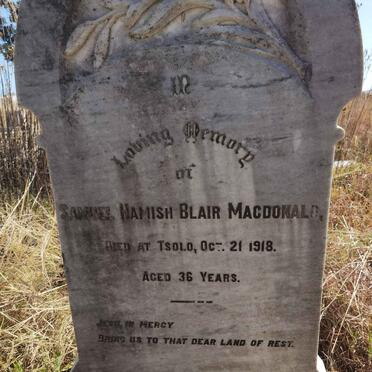 In
Loving Memory
of
Samuel Hamish Blair Macdonald,
Died at Tsolo, Oct. 21 1918.
Aged 36 Years.
Jesu, in Mercy
Bring us to that dear land of rest.